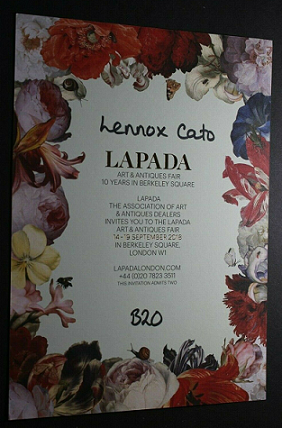 Lennox Cato
LAPADA
ART & ANTIQUES FAIR
10 YEARS IN BERKELEY SQUARE
LAPADA
THE ASSOCIATION OF ART
& ANTIQUES DEALERS
INVITES YOU TO THE LAPADA
ART & ANTIQUES FAIR
14-19 SEPTEMBER 2018
IN BERKELEY SQUARE,
LONDON W1
LAPADALONDON.COM
+44 (0)20 7823 3511
THIS INVITATION ADMITS TWO
B20